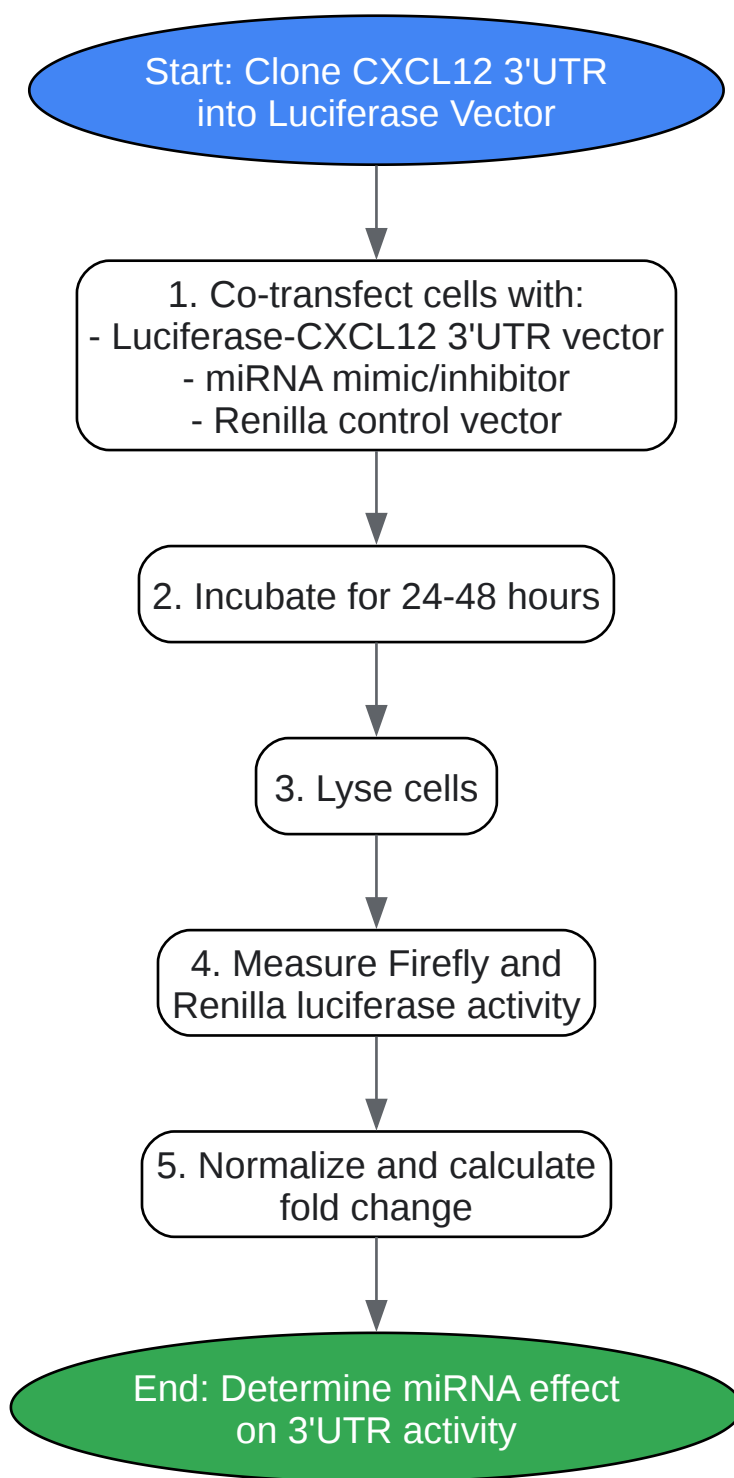 Start: Clone CXCL12 3'UTR
into Luciferase Vector
1. Co-transfect cells with:
- Luciferase-CXCL12 3'UTR vector
- miRNA mimic/inhibitor
- Renilla control vector
2. Incubate for 24-48 hours
3. Lyse cells
4. Measure Firefly and
Renilla luciferase activity
5. Normalize and calculate
fold change
End: Determine miRNA effect
on 3'UTR activity